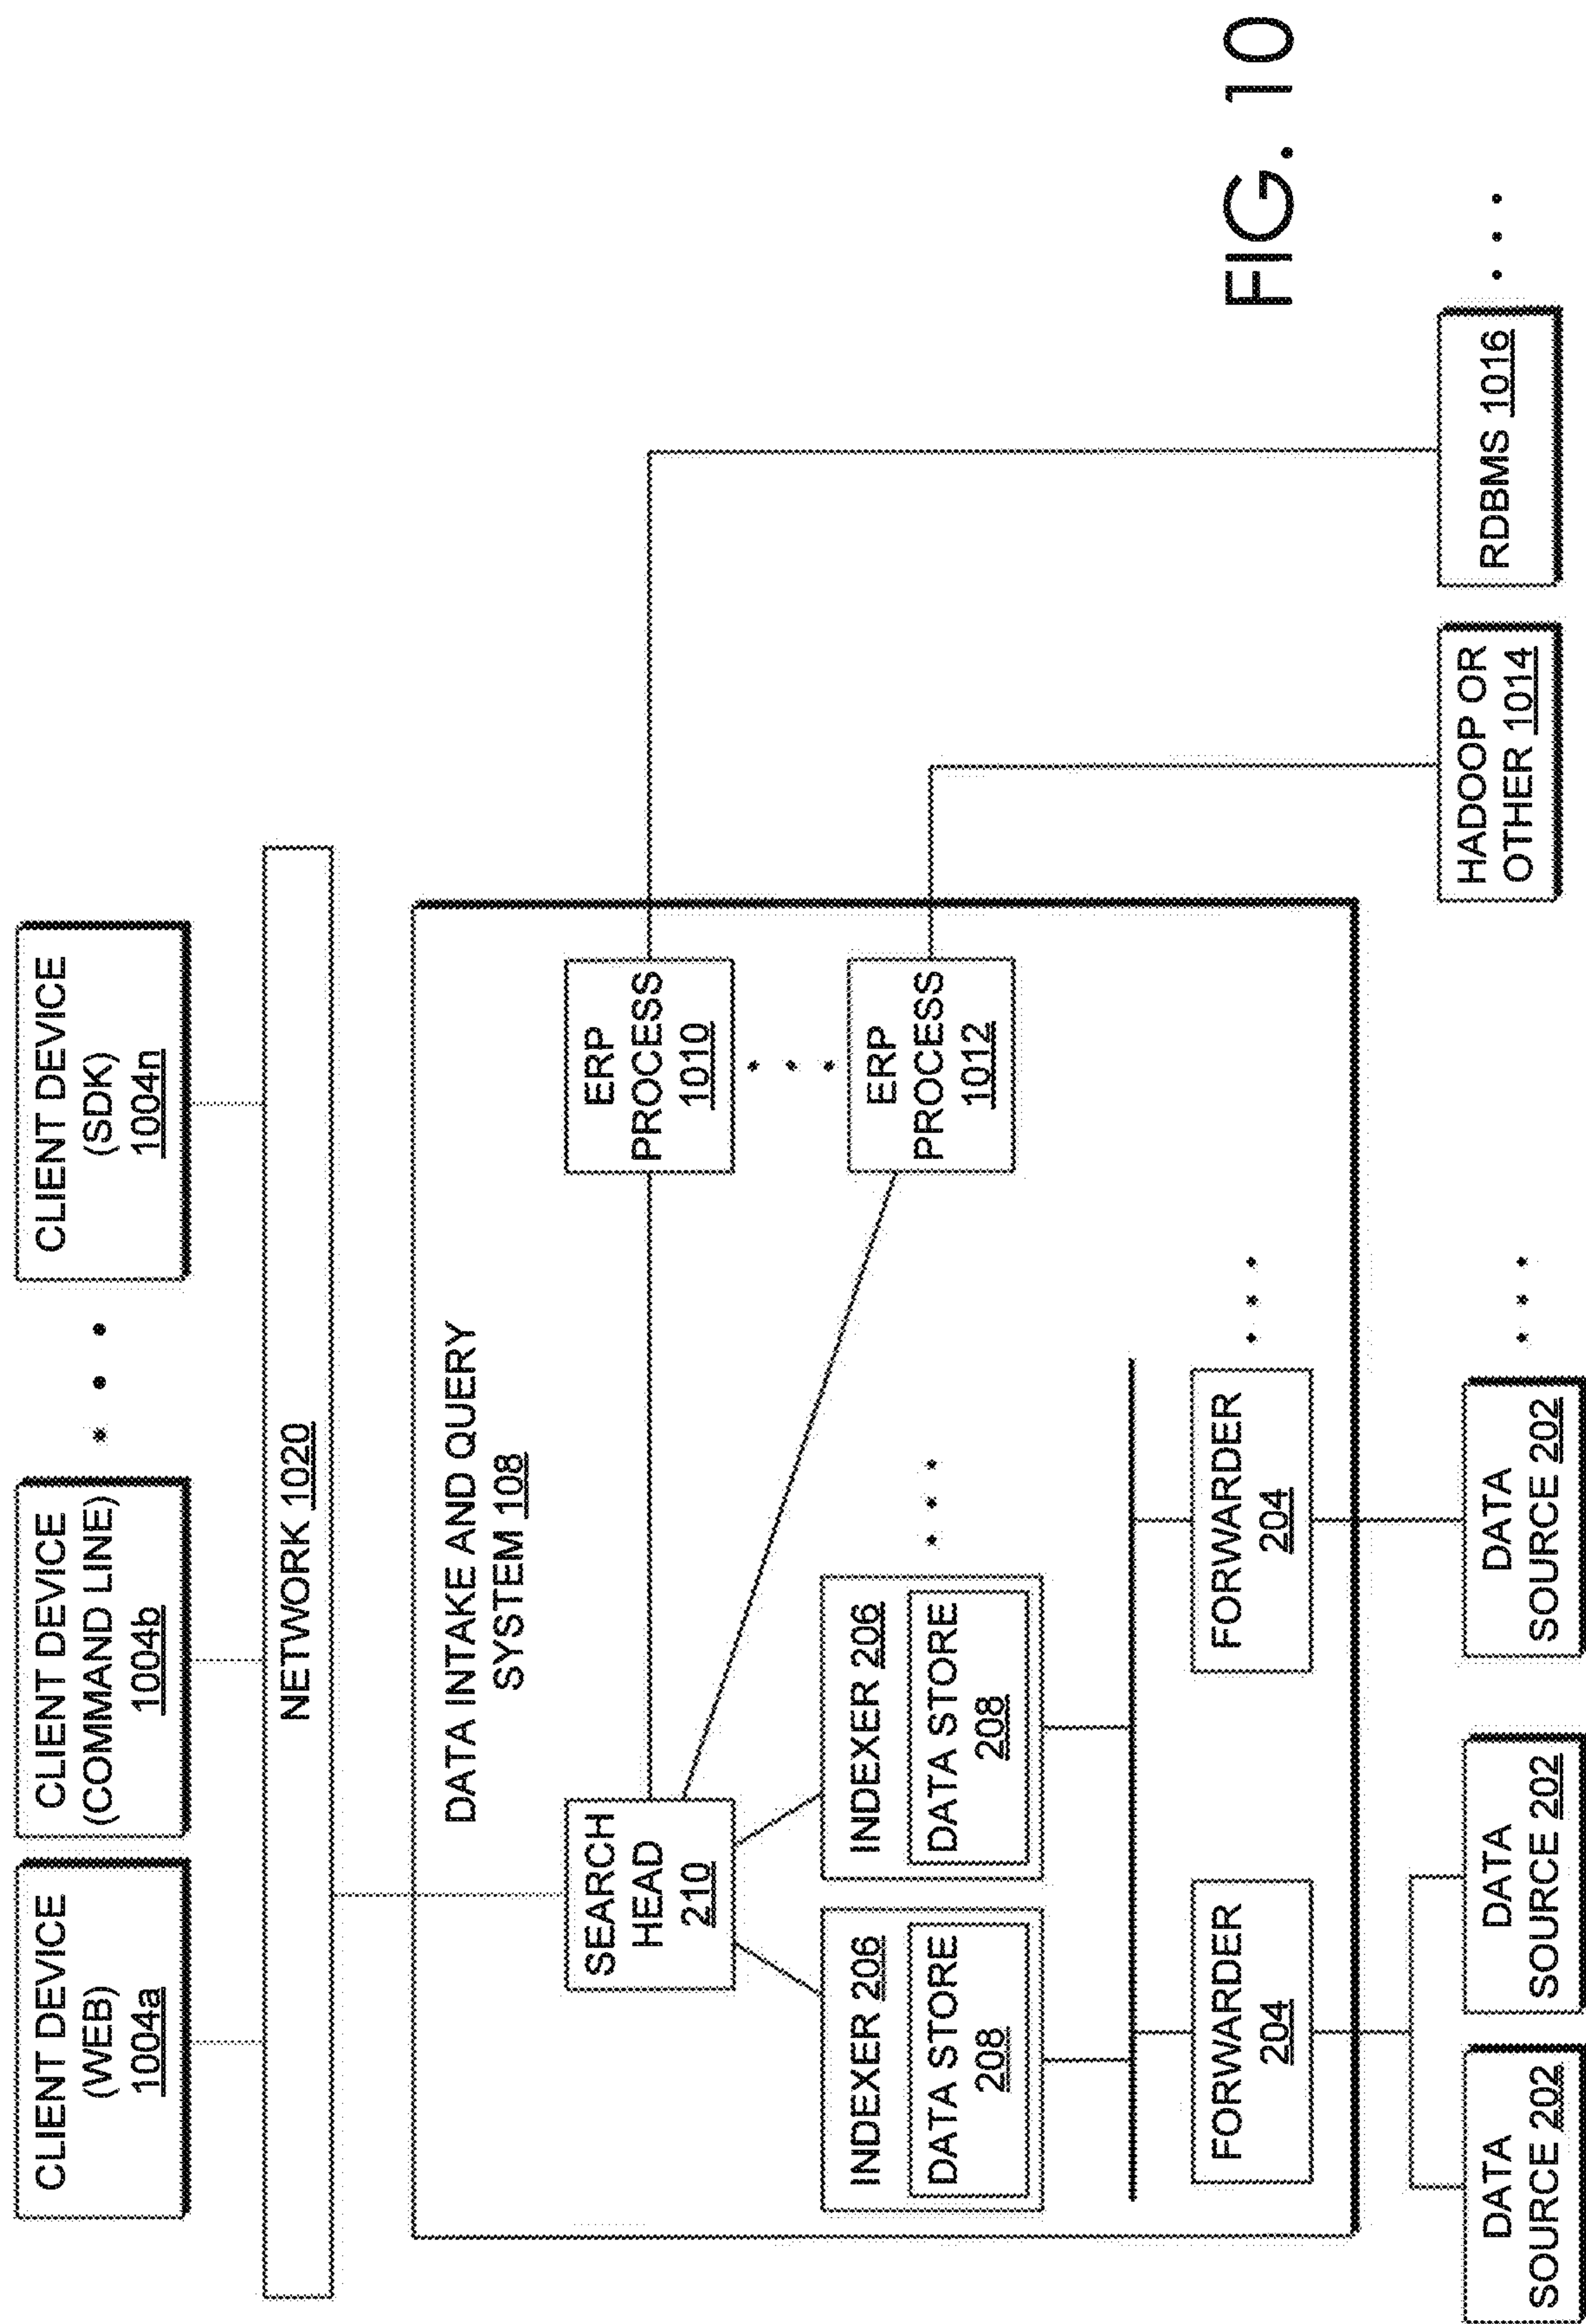 CLIENT DEVICE
(WEB)
1004a
CLIENT DEVICE
(COMMAND LINE)
1004b
CLIENT DEVICE
(SDK)
1004n
NETWORK 1020
DATA INTAKE AND QUERY
SYSTEM 108
SEARCH
HEAD
210
ERP
PROCESS
1010
INDEXER 206
DATA STORE
208
INDEXER 206
DATA STORE
208
ERP
PROCESS
1012
FORWARDER
204
FORWARDER
204
DATA
SOURCE 202
DATA
SOURCE 202
DATA
SOURCE 202
HADOOP OR
OTHER 1014
RDBMS 1016
FIG. 10